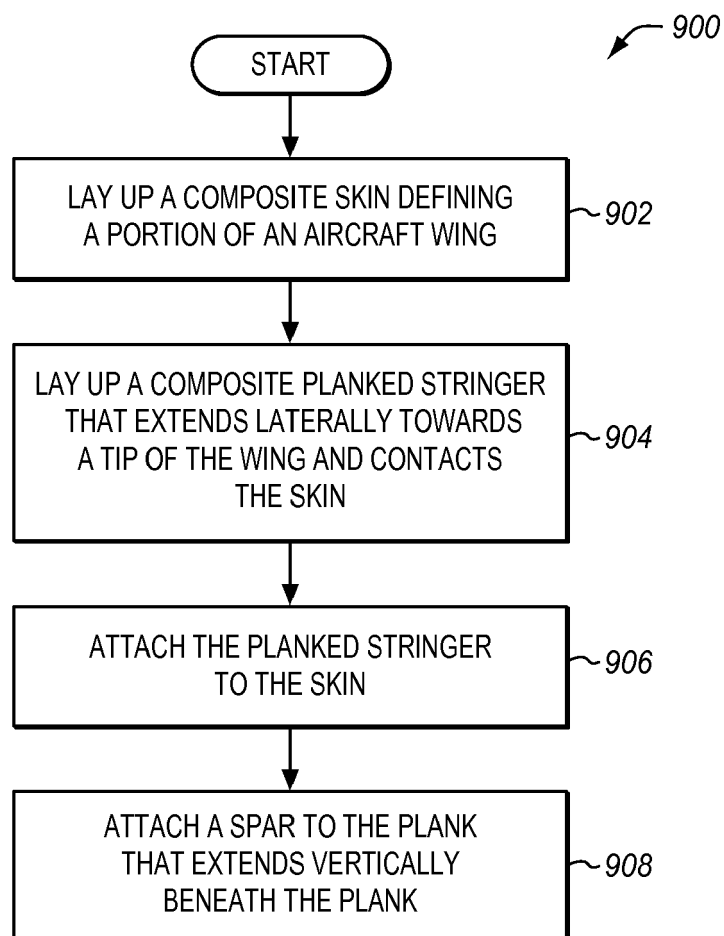 900
START
LAY UP A COMPOSITE SKIN DEFINING
A PORTION OF AN AIRCRAFT WING
902
LAY UP A COMPOSITE PLANKED STRINGER
THAT EXTENDS LATERALLY TOWARDS
A TIP OF THE WING AND CONTACTS
THE SKIN
904
ATTACH THE PLANKED STRINGER
TO THE SKIN
906
ATTACH A SPAR TO THE PLANK
THAT EXTENDS VERTICALLY
BENEATH THE PLANK
908